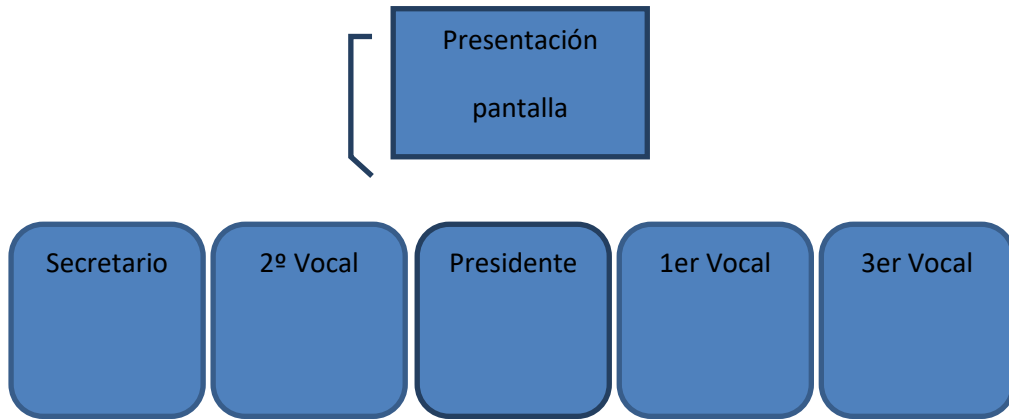 Presentación
pantalla
Secretario
2º Vocal
Presidente
1er Vocal
3er Vocal